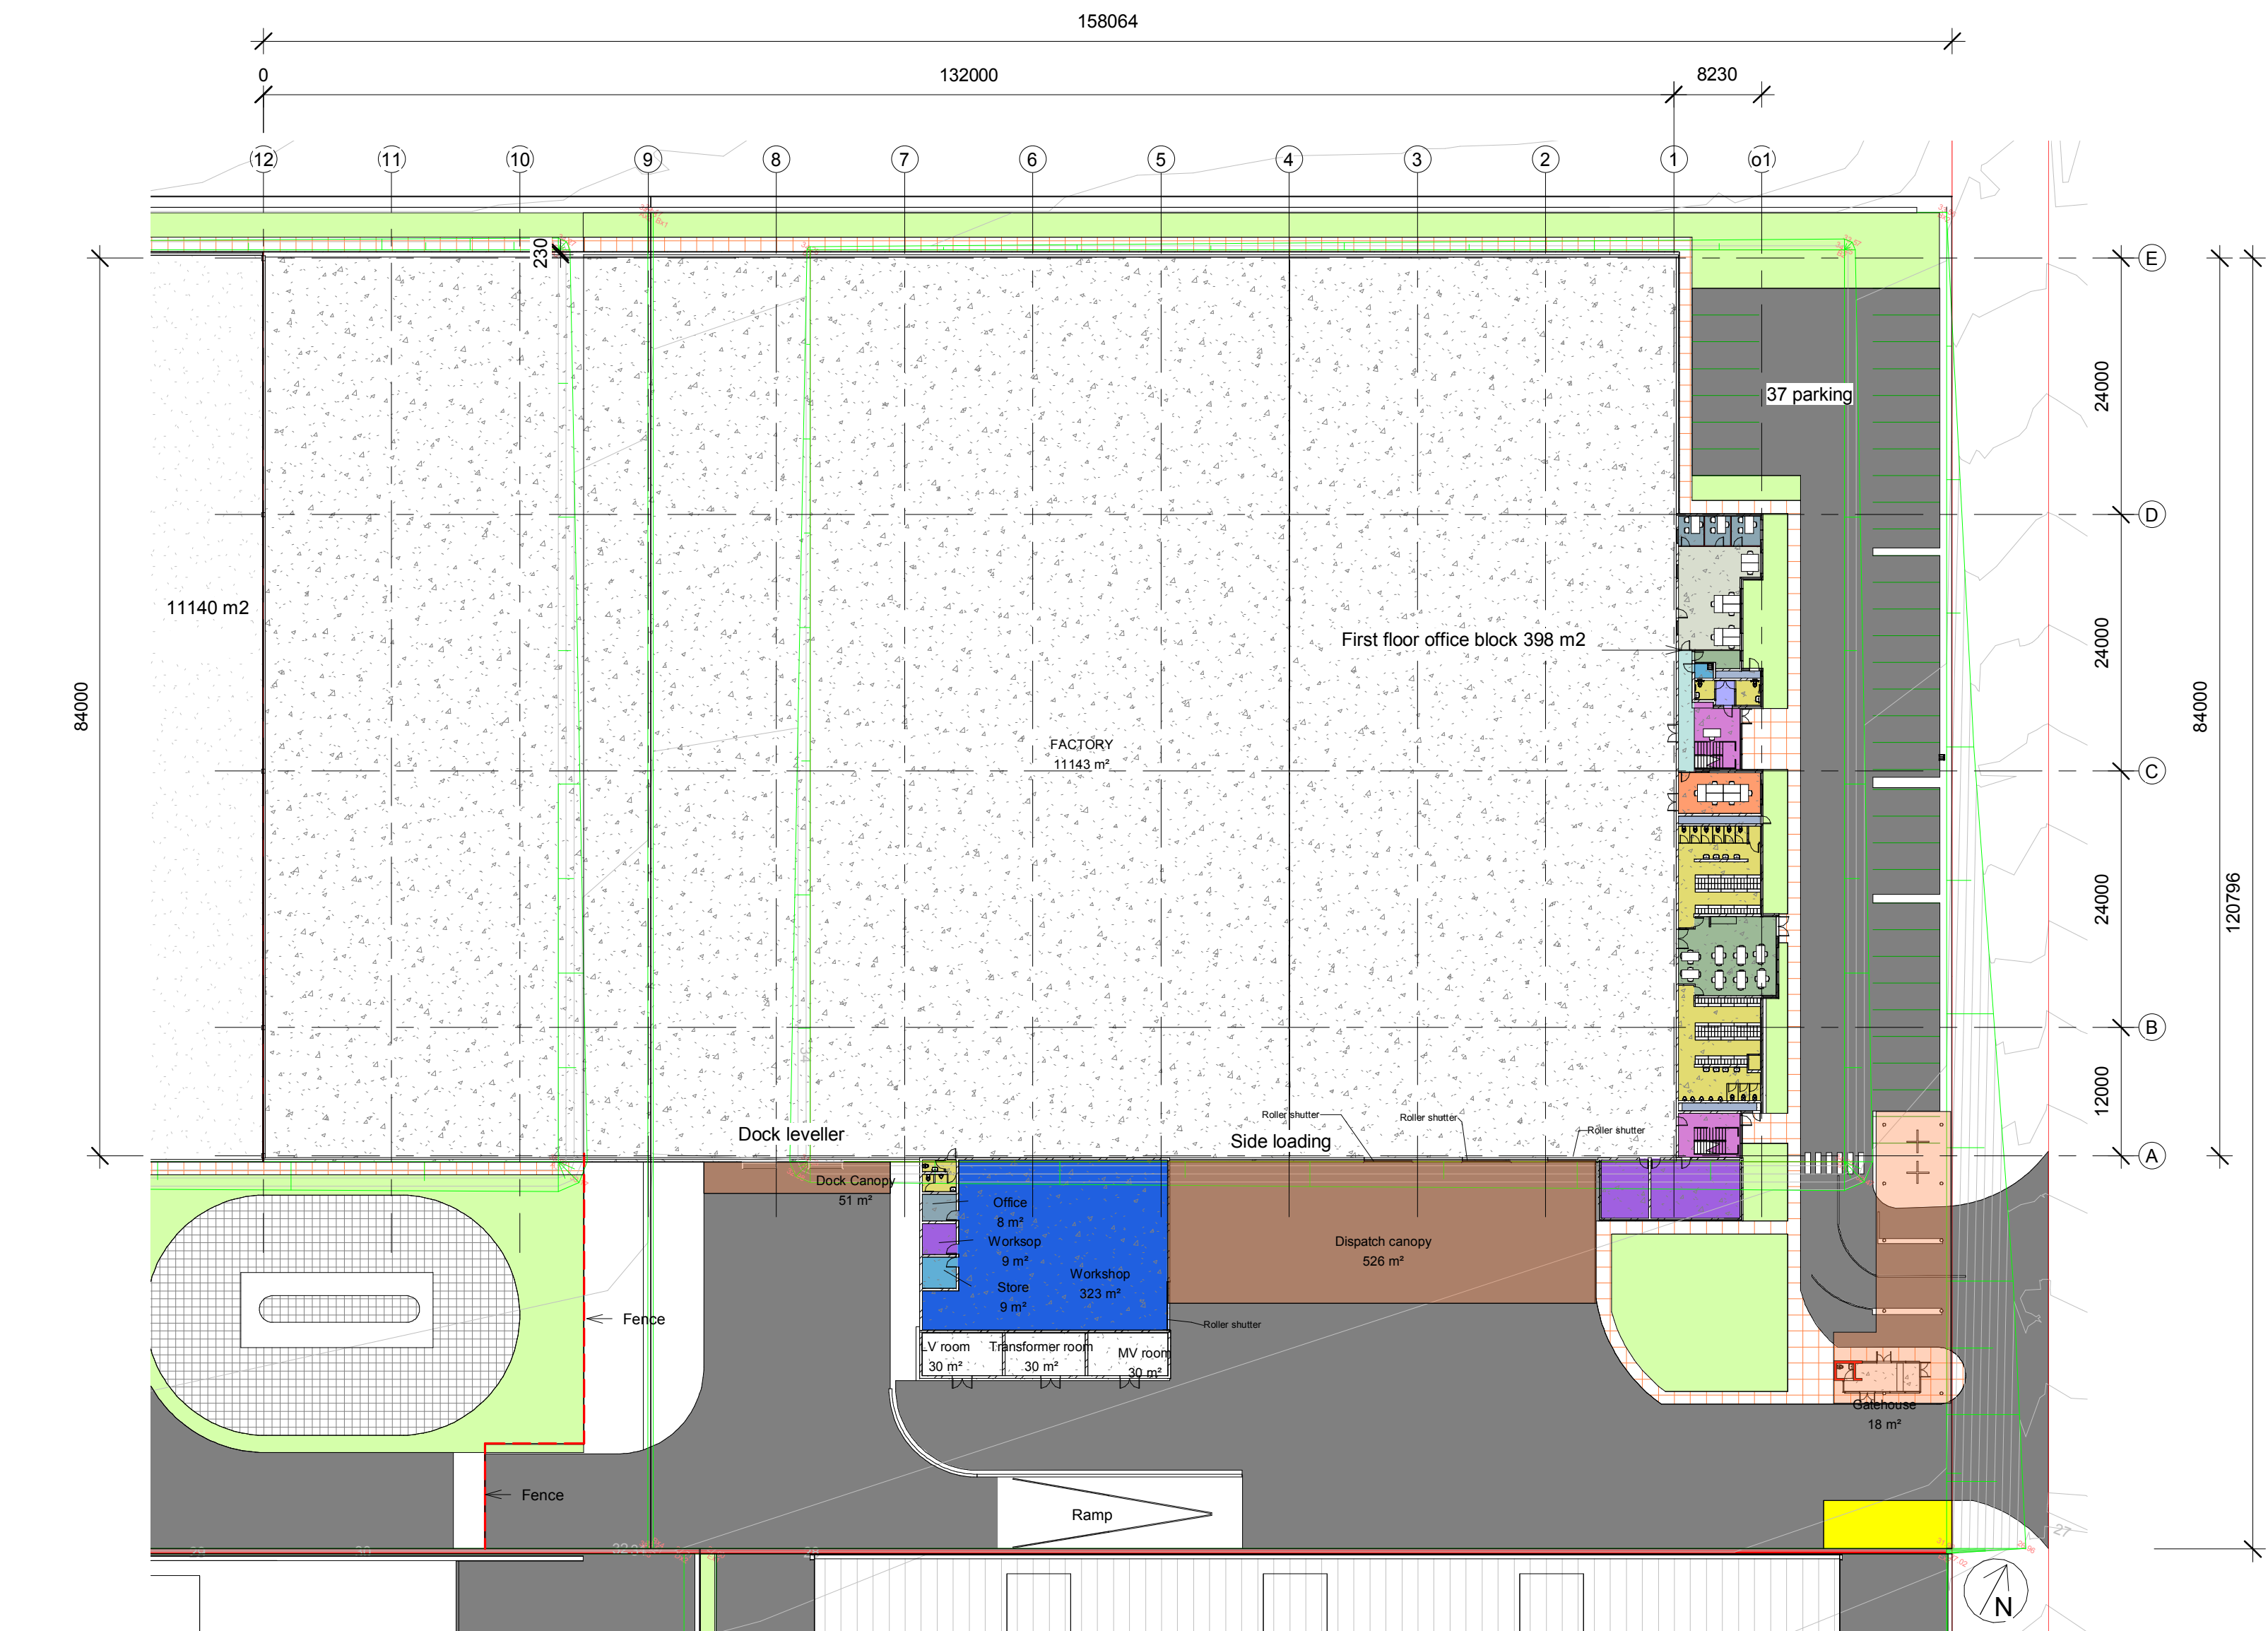 158064
0
132000
8230
12
11
10
9
8
7
6
5
4
3
2
1
o1
230
E
37 parking
24000
D
11140 m2
First floor office block 398 m2
24000
84000
84000
FACTORY
11143 m²
C
24000
120796
B
12000
Roller shutter
Roller shutter
Roller shutter
Dock leveller
Side loading
A
Dock Canopy
51 m²
Office
8 m²
Worksop
9 m²
Dispatch canopy
526 m²
Workshop
323 m²
Store
9 m²
Fence
Roller shutter
LV room
30 m²
Transformer room
30 m²
MV room
30 m²
Gatehouse
18 m²
Fence
Ramp
27
N